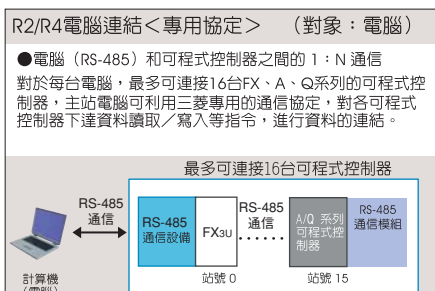 R2/R4電腦連結＜專用協定＞ （對象：電腦）
●電腦（RS-485）和可程式控制器之間的 1：N 通信
對於每台電腦，最多可連接16台FX、A、Q系列的可程式控
制器，主站電腦可利用三菱專用的通信協定，對各可程式
控制器下達資料讀取／寫入等指令，進行資料的連結。
最多可連接16台可程式控制器
RS-485
通信
RS-485
通信設備
FX3U
RS-485
通信
A/Q 系列
可程式控
制器
RS-485
通信模組
計算機
（電腦）
站號 0
站號 15